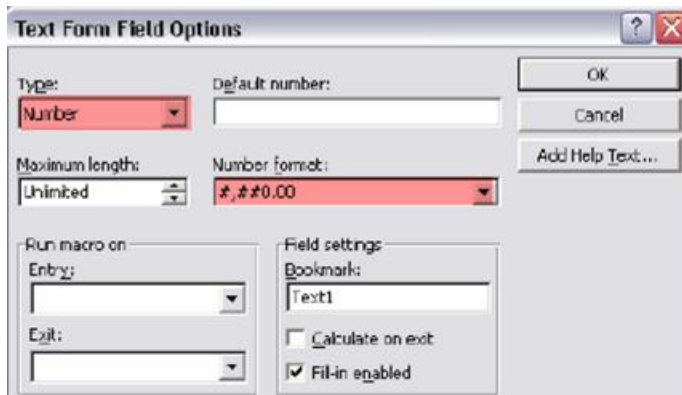 Text Form Field Options
Type:
Default number:
OK
Number
Cancel
Maximum length:
Number format:
Add Help Text...
Unlimited
#,##0.00
Run macro on
Field settings
Entry:
Bookmark:
Text1
Exit:
Calculate on exit
Fill-in enabled